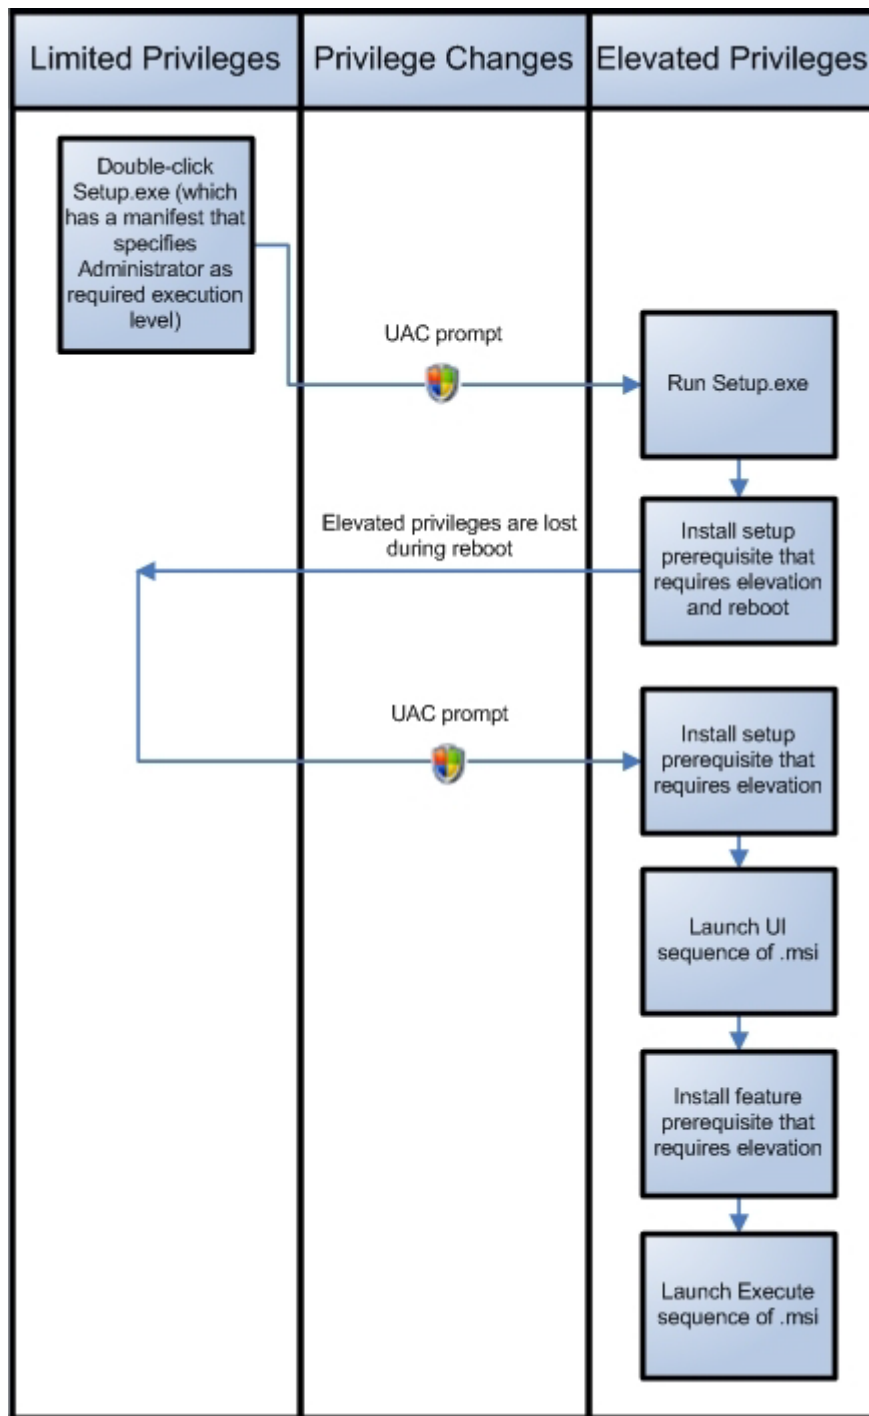 Limited Privileges
Privilege Changes
Elevated Privileges
Double-click
Setup.exe (which
has a manifest that
specifies
Administrator as
required execution
level)
UAC prompt
Run Setup.exe
Elevated privileges are lost
during reboot
Install setup
prerequisite that
requires elevation
and reboot
UAC prompt
Install setup
prerequisite that
requires elevation
Launch UI
sequence of .msi
Install feature
prerequisite that
requires elevation
Launch Execute
sequence of .msi